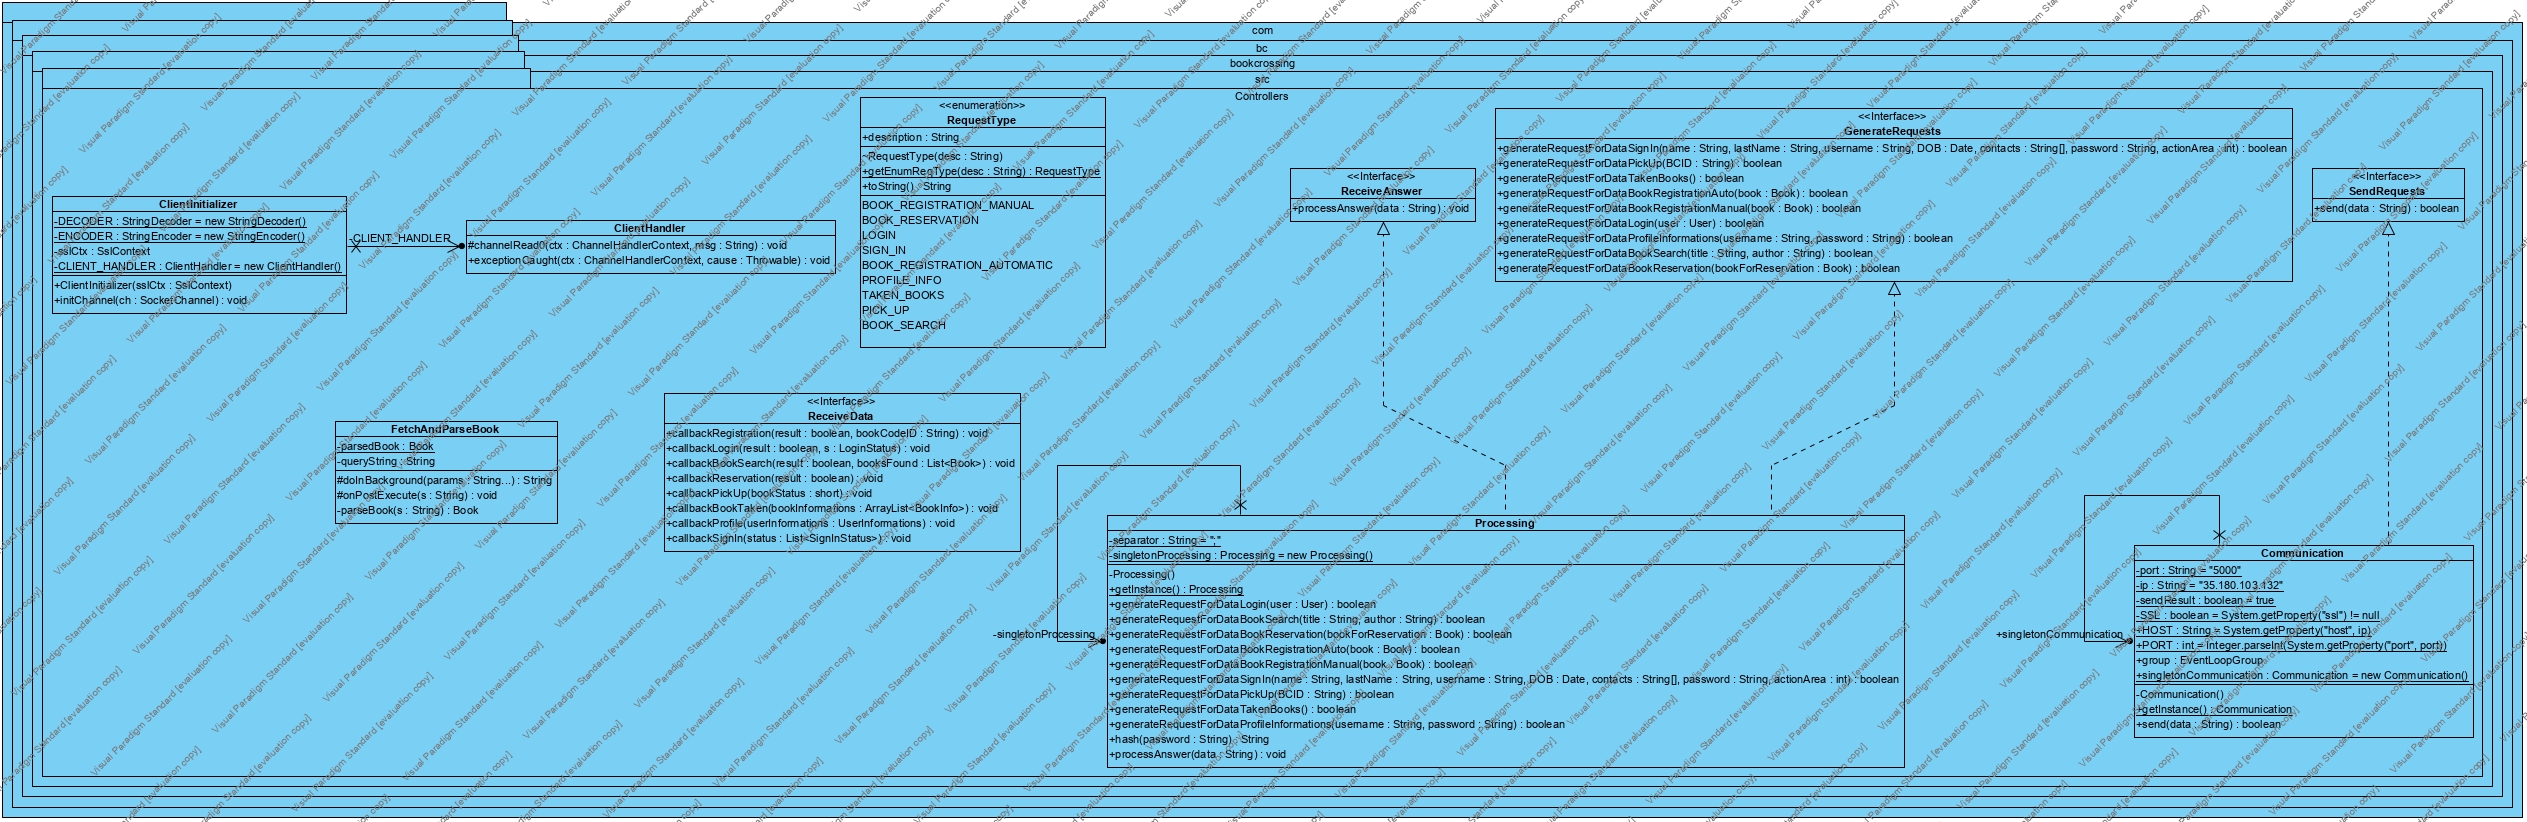 com
bc
bookcrossing
src
Controllers
ClientInitializer
-DECODER : StringDecoder = new StringDecoder()
-ENCODER : StringEncoder = new StringEncoder()
-sslCtx : SslContext
-CLIENT_HANDLER : ClientHandler = new ClientHandler()
+ClientInitializer(sslCtx : SslContext)
+initChannel(ch : SocketChannel) : void
-CLIENT_HANDLER
ClientHandler
#channelRead0(ctx : ChannelHandlerContext, msg : String) : void
+exceptionCaught(ctx : ChannelHandlerContext, cause : Throwable) : void
<<enumeration>>
RequestType
+description : String
~RequestType(desc : String)
+getEnumReqType(desc : String) : RequestType
+toString() : String
BOOK_REGISTRATION_MANUAL
BOOK_RESERVATION
LOGIN
SIGN_IN
BOOK_REGISTRATION_AUTOMATIC
PROFILE_INFO
TAKEN_BOOKS
PICK_UP
BOOK_SEARCH
<<Interface>>
ReceiveAnswer
+processAnswer(data : String) : void
<<Interface>>
GenerateRequests
+generateRequestForDataSignIn(name : String, lastName : String, username : String, DOB : Date, contacts : String[], password : String, actionArea : int) : boolean
+generateRequestForDataPickUp(BCID : String) : boolean
+generateRequestForDataTakenBooks() : boolean
+generateRequestForDataBookRegistrationAuto(book : Book) : boolean
+generateRequestForDataBookRegistrationManual(book : Book) : boolean
+generateRequestForDataLogin(user : User) : boolean
+generateRequestForDataProfileInformations(username : String, password : String) : boolean
+generateRequestForDataBookSearch(title : String, author : String) : boolean
+generateRequestForDataBookReservation(bookForReservation : Book) : boolean
<<Interface>>
SendRequests
+send(data : String) : boolean
FetchAndParseBook
-parsedBook : Book
-queryString : String
#doInBackground(params : String...) : String
#onPostExecute(s : String) : void
-parseBook(s : String) : Book
<<Interface>>
ReceiveData
+callbackRegistration(result : boolean, bookCodeID : String) : void
+callbackLogin(result : boolean, s : LoginStatus) : void
+callbackBookSearch(result : boolean, booksFound : List<Book>) : void
+callbackReservation(result : boolean) : void
+callbackPickUp(bookStatus : short) : void
+callbackBookTaken(bookInformations : ArrayList<BookInfo>) : void
+callbackProfile(userInformations : UserInformations) : void
+callbackSignIn(status : List<SignInStatus>) : void
-singletonProcessing
Processing
-separator : String = ";"
-singletonProcessing : Processing = new Processing()
-Processing()
+getInstance() : Processing
+generateRequestForDataLogin(user : User) : boolean
+generateRequestForDataBookSearch(title : String, author : String) : boolean
+generateRequestForDataBookReservation(bookForReservation : Book) : boolean
+generateRequestForDataBookRegistrationAuto(book : Book) : boolean
+generateRequestForDataBookRegistrationManual(book : Book) : boolean
+generateRequestForDataSignIn(name : String, lastName : String, username : String, DOB : Date, contacts : String[], password : String, actionArea : int) : boolean
+generateRequestForDataPickUp(BCID : String) : boolean
+generateRequestForDataTakenBooks() : boolean
+generateRequestForDataProfileInformations(username : String, password : String) : boolean
+hash(password : String) : String
+processAnswer(data : String) : void
+singletonCommunication
Communication
-port : String = "5000"
-ip : String = "35.180.103.132"
-sendResult : boolean = true
-SSL : boolean = System.getProperty("ssl") != null
+HOST : String = System.getProperty("host", ip)
+PORT : int = Integer.parseInt(System.getProperty("port", port))
+group : EventLoopGroup
+singletonCommunication : Communication = new Communication()
-Communication()
+getInstance() : Communication
+send(data : String) : boolean
Visual Paradigm Standard [evaluation copy]